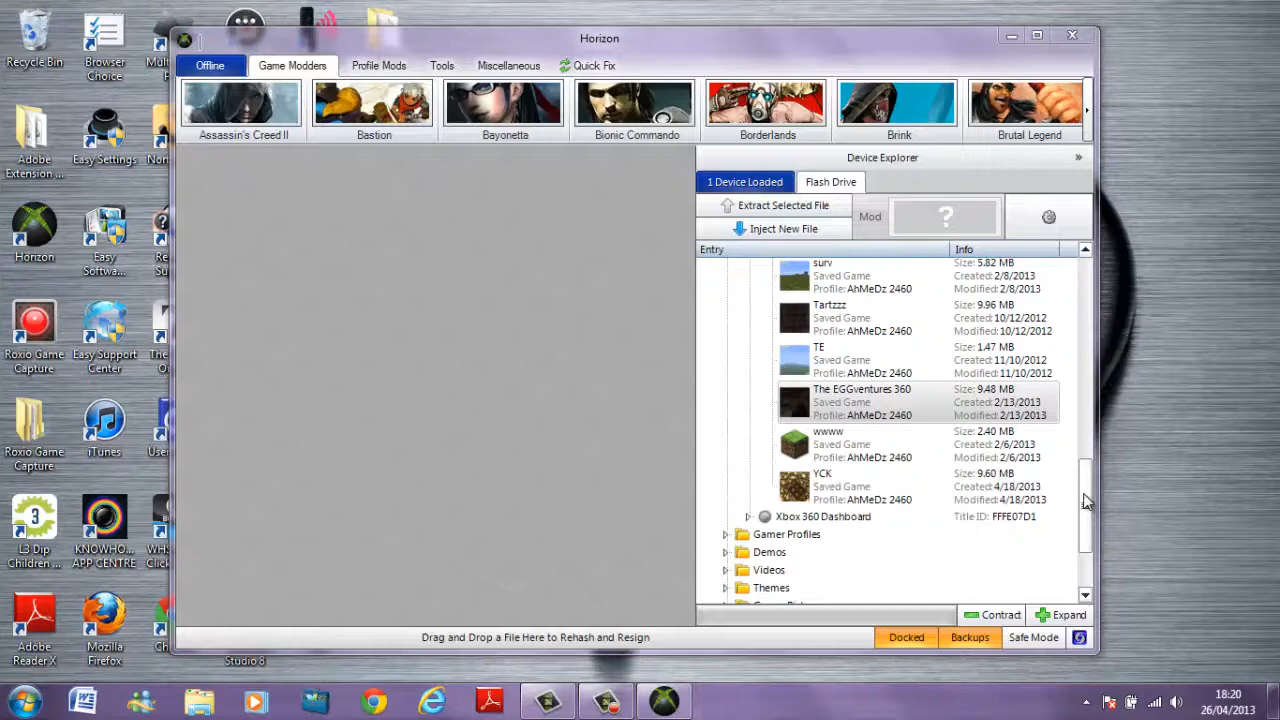 Horizon
Offline
Game Modders
Profile Mods
Tools
Miscellaneous
Quick Fix
Assassin's Creed II
Bastion
Bayonetta
Bionic Commando
Borderlands
Brink
Brutal Legend
Device Explorer
»
1 Device Loaded
Flash Drive
Extract Selected File
Inject New File
Mod
?
Entry
Info
surv
Size: 5.82 MB
Saved Game
Created: 2/8/2013
Profile: AhMeDz 2460
Modified: 2/8/2013
Tartzzz
Size: 9.96 MB
Saved Game
Created: 10/12/2012
Profile: AhMeDz 2460
Modified: 10/12/2012
TE
Size: 1.47 MB
Saved Game
Created: 11/10/2012
Profile: AhMeDz 2460
Modified: 11/10/2012
The EGGventures 360
Size: 9.48 MB
Saved Game
Created: 2/13/2013
Profile: AhMeDz 2460
Modified: 2/13/2013
wwww
Size: 2.40 MB
Saved Game
Created: 2/6/2013
Profile: AhMeDz 2460
Modified: 2/6/2013
YCK
Size: 9.60 MB
Saved Game
Created: 4/18/2013
Profile: AhMeDz 2460
Modified: 4/18/2013
Xbox 360 Dashboard
Title ID: FFFE07D1
Gamer Profiles
Demos
Videos
Themes
Contract
Expand
Drag and Drop a File Here to Rehash and Resign
Docked
Backups
Safe Mode
Recycle Bin
Browser
Choice
Adobe
Extension ...
Easy Settings
Horizon
Easy
Softwa...
Roxio Game
Capture
Easy Support
Center
Roxio Game
Capture
iTunes
L3 Dip
Children ...
KNOWHO...
APP CENTRE
Adobe
Reader X
Mozilla
Firefox
Studio 8
18:20
26/04/2013